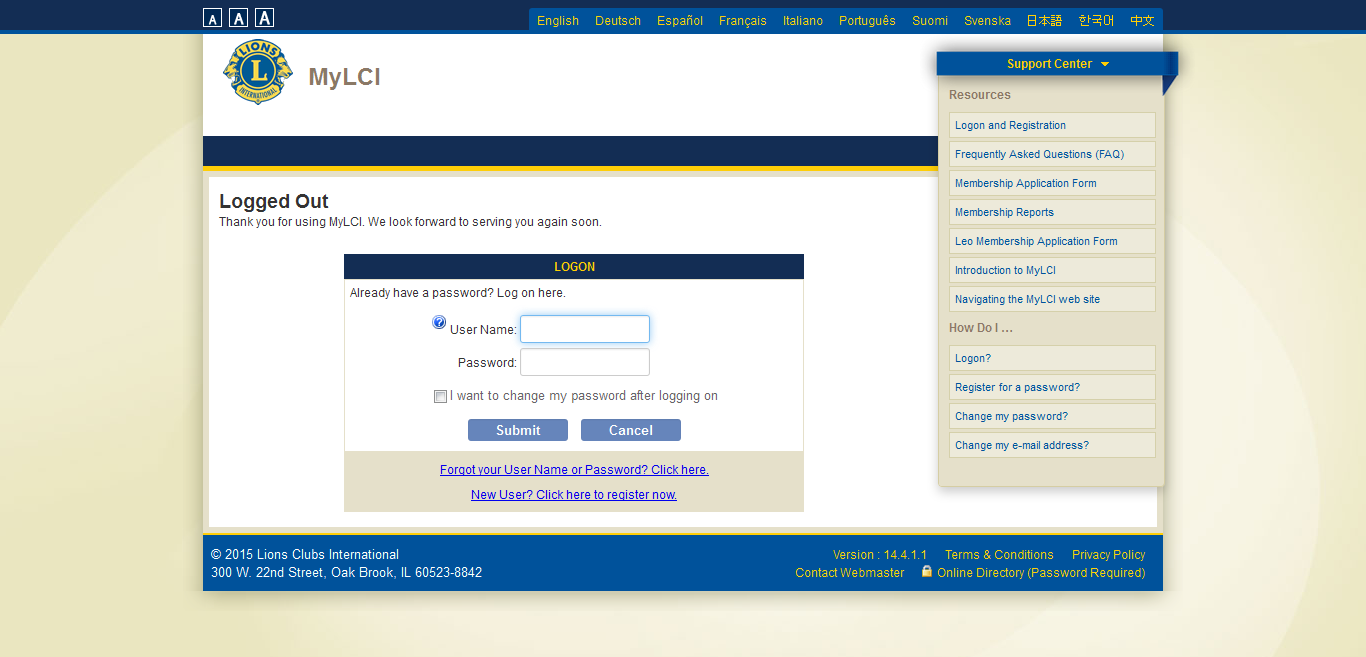 A A A
English Deutsch Español Français Italiano Português Suomi Svenska 日本語 한국어 中文
LIONS
L
INTERNATIONAL
MyLCI
Support Center
Resources
Logon and Registration
Frequently Asked Questions (FAQ)
Membership Application Form
Membership Reports
Leo Membership Application Form
Introduction to MyLCI
Navigating the MyLCI web site
How Do I ...
Logon?
Register for a password?
Change my password?
Change my e-mail address?
Logged Out
Thank you for using MyLCI. We look forward to serving you again soon.
LOGON
Already have a password? Log on here.
? User Name:
Password:
I want to change my password after logging on
Submit Cancel
Forgot your User Name or Password? Click here.
New User? Click here to register now.
© 2015 Lions Clubs International
300 W. 22nd Street, Oak Brook, IL 60523-8842
Version : 14.4.1.1 Terms & Conditions Privacy Policy
Contact Webmaster Online Directory (Password Required)